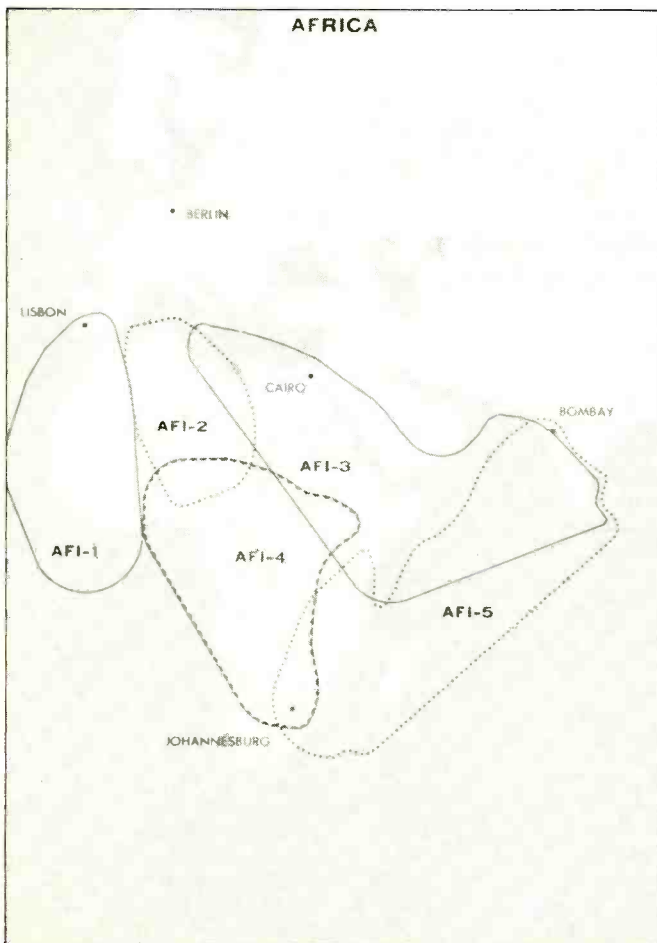 AFRICA
BERLIN
LISBON
CAIRO
AFI-2
BOMBAY
AFI-3
AFI-1
AFI-4
AFI-5
JOHANNESBURG